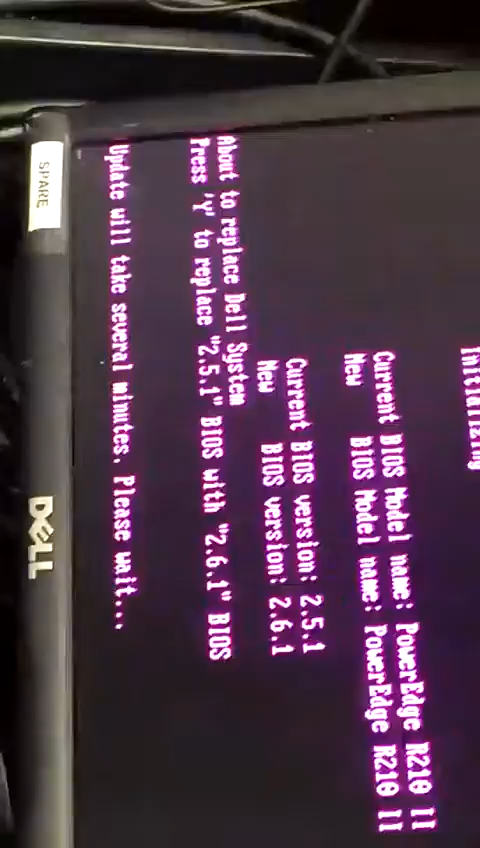 Initializing
Current BIOS Model name: PowerEdge R210 II
New BIOS Model name: PowerEdge R210 II
Current BIOS version: 2.5.1
New BIOS version: 2.6.1
About to replace Dell System
Press 'Y' to replace "2.5.1" BIOS with "2.6.1" BIOS
Update will take several minutes. Please wait...
SPARE
DELL